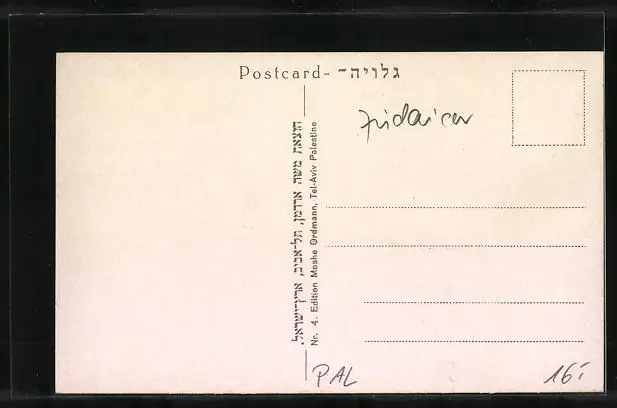 Postcard- -גלויה
Judaica
הוצאת משה ארדמן, תל-אביב, ארץ-ישראל.
Nr. 4. Edition Moshe Ordmann, Tel-Aviv Palestine
PAL
16.-